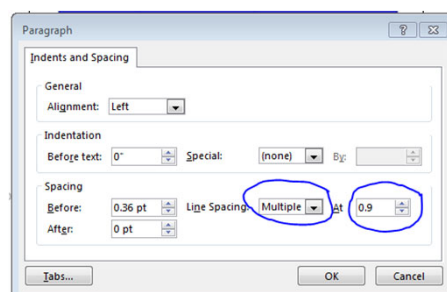 Paragraph
Indents and Spacing
General
Alignment: Left
Indentation
Before text: 0" Special: (none) By:
Spacing
Before: 0.36 pt Line Spacing: Multiple At 0.9
After: 0 pt
Tabs... OK Cancel